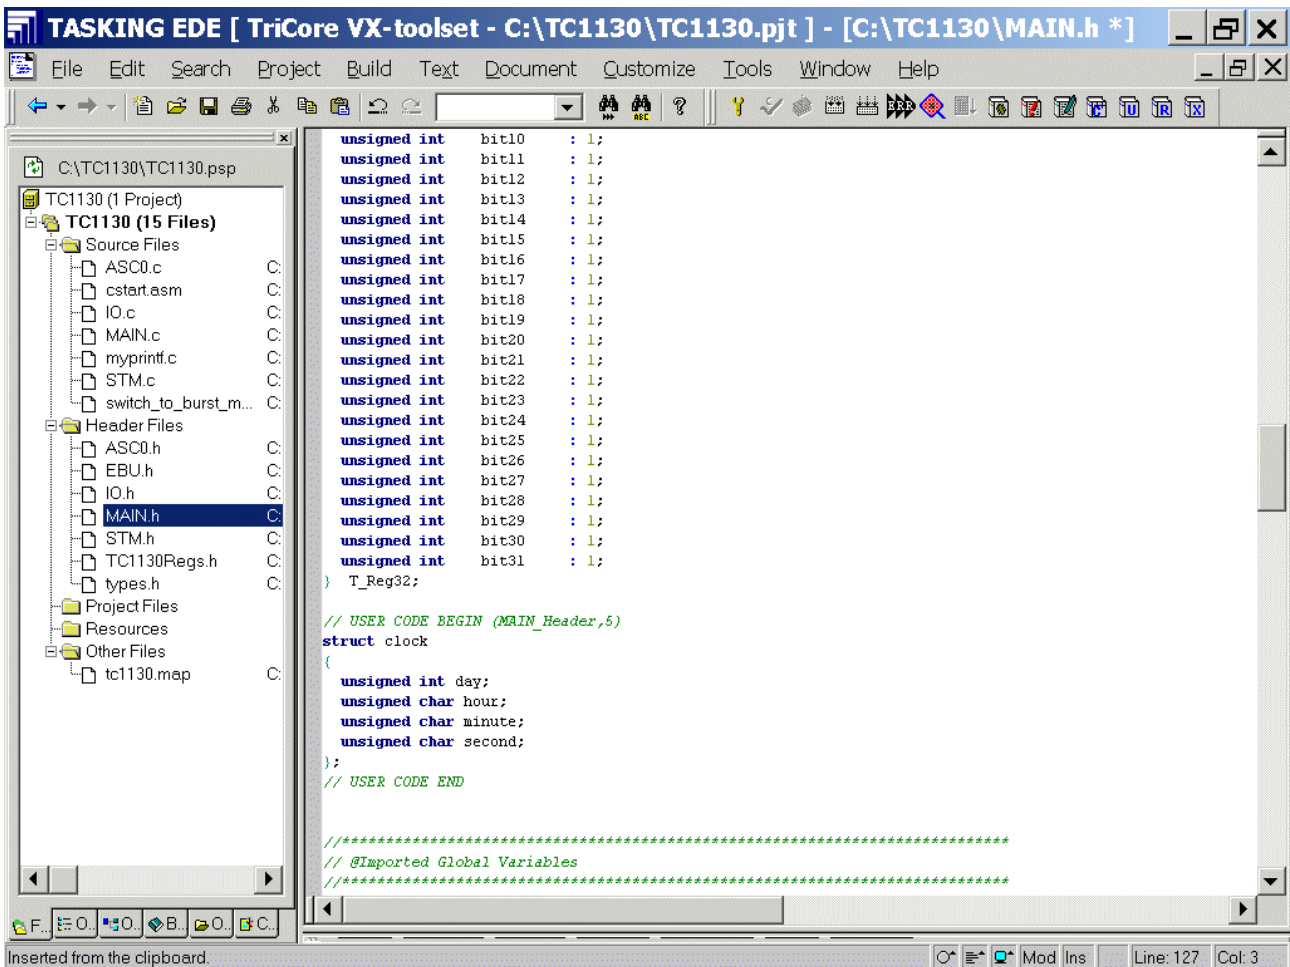 TASKING EDE [ TriCore VX-toolset - C:\TC1130\TC1130.pjt ] - [C:\TC1130\MAIN.h *]
File Edit Search Project Build Text Document Customize Tools Window Help
C:\TC1130\TC1130.psp
TC1130 (1 Project)
TC1130 (15 Files)
Source Files
ASC0.c C:
cstart.asm C:
IO.c C:
MAIN.c C:
myprintf.c C:
STM.c C:
switch_to_burst_m... C:
Header Files
ASC0.h C:
EBU.h C:
IO.h C:
MAIN.h C:
STM.h C:
TC1130Regs.h C:
types.h C:
Project Files
Resources
Other Files
tc1130.map C:
F... O... O... B... O... C...
unsigned int bit10 : 1;
unsigned int bit11 : 1;
unsigned int bit12 : 1;
unsigned int bit13 : 1;
unsigned int bit14 : 1;
unsigned int bit15 : 1;
unsigned int bit16 : 1;
unsigned int bit17 : 1;
unsigned int bit18 : 1;
unsigned int bit19 : 1;
unsigned int bit20 : 1;
unsigned int bit21 : 1;
unsigned int bit22 : 1;
unsigned int bit23 : 1;
unsigned int bit24 : 1;
unsigned int bit25 : 1;
unsigned int bit26 : 1;
unsigned int bit27 : 1;
unsigned int bit28 : 1;
unsigned int bit29 : 1;
unsigned int bit30 : 1;
unsigned int bit31 : 1;
} T_Reg32;
// USER CODE BEGIN (MAIN_Header,5)
struct clock
{
unsigned int day;
unsigned char hour;
unsigned char minute;
unsigned char second;
};
// USER CODE END
//****************************************************************************
// @Imported Global Variables
//****************************************************************************
Inserted from the clipboard.
Mod Ins Line: 127 Col: 3